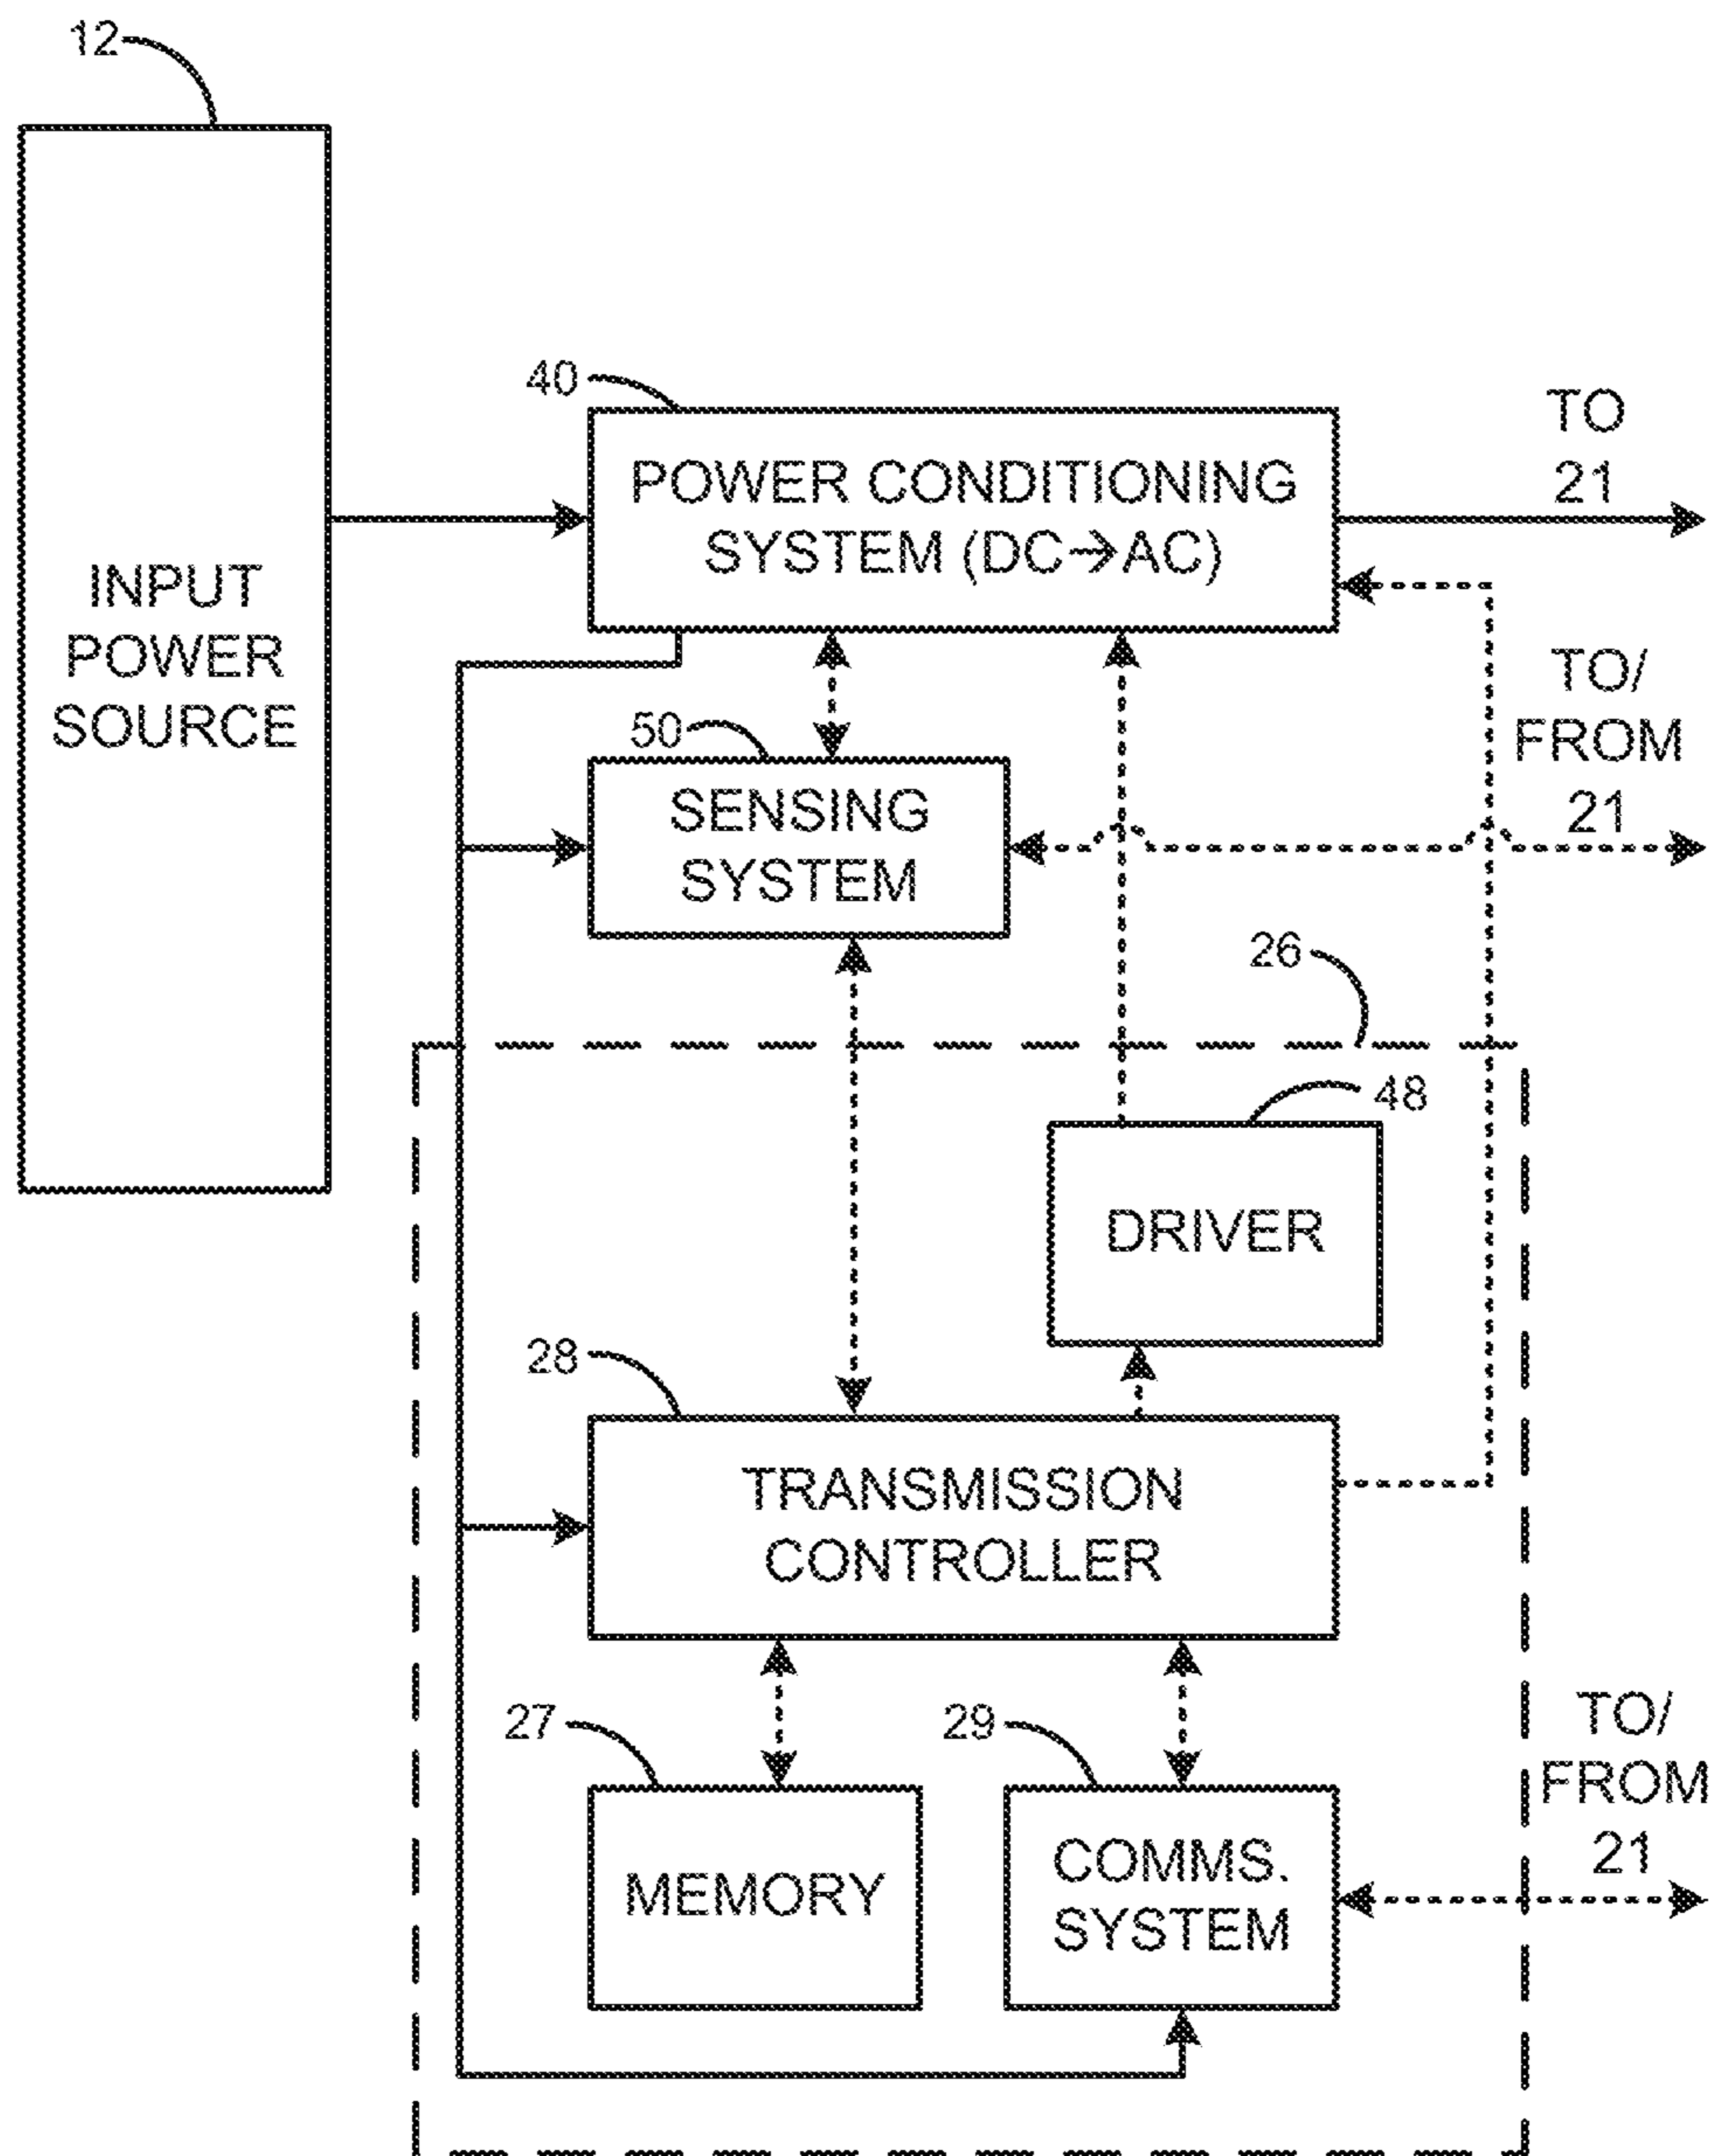 12
INPUT
POWER
SOURCE
40
POWER CONDITIONING
SYSTEM (DC→AC)
TO
21
50
SENSING
SYSTEM
TO/
FROM
21
26
48
DRIVER
28
TRANSMISSION
CONTROLLER
27
MEMORY
29
COMMS.
SYSTEM
TO/
FROM
21